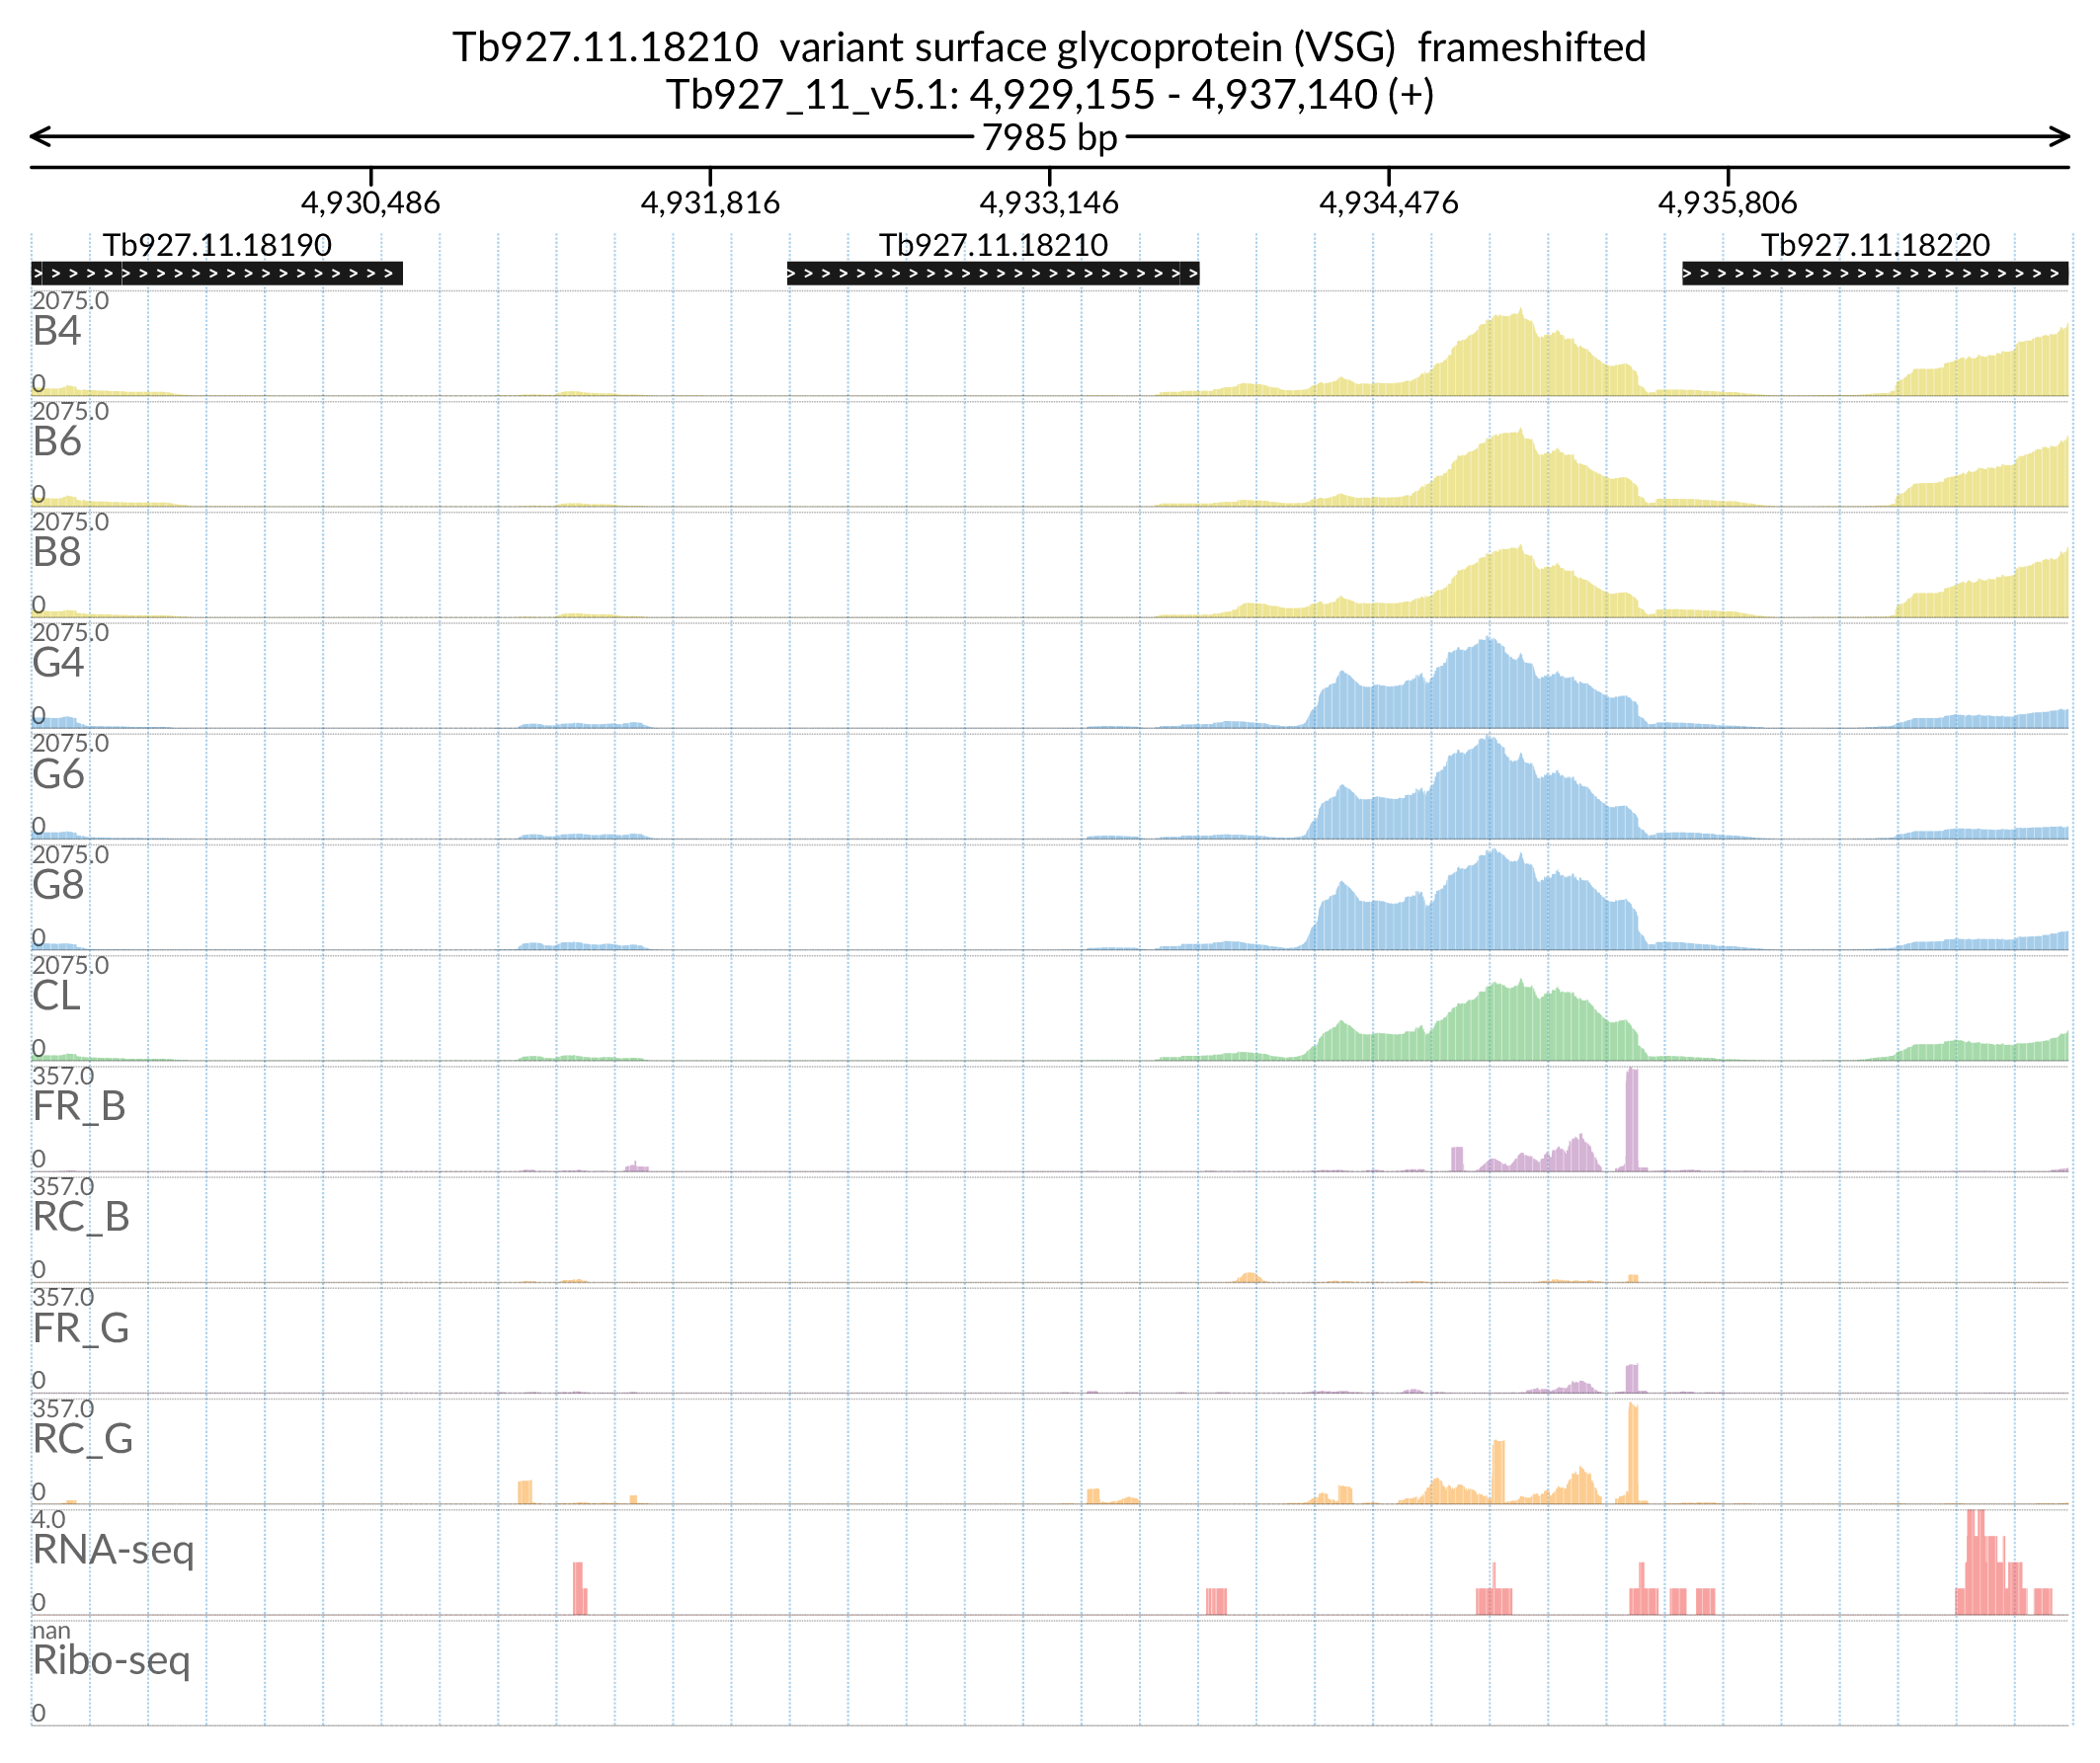 Tb927.11.18210 variant surface glycoprotein (VSG) frameshifted
Tb927_11_v5.1: 4,929,155 - 4,937,140 (+)
7985 bp
4,930,486 4,931,816 4,933,146 4,934,476 4,935,806
Tb927.11.18190 Tb927.11.18210 Tb927.11.18220
2075.0
B4
0
2075.0
B6
0
2075.0
B8
0
2075.0
G4
0
2075.0
G6
0
2075.0
G8
0
2075.0
CL
0
357.0
FR_B
0
357.0
RC_B
0
357.0
FR_G
0
357.0
RC_G
0
4.0
RNA-seq
0
nan
Ribo-seq
0